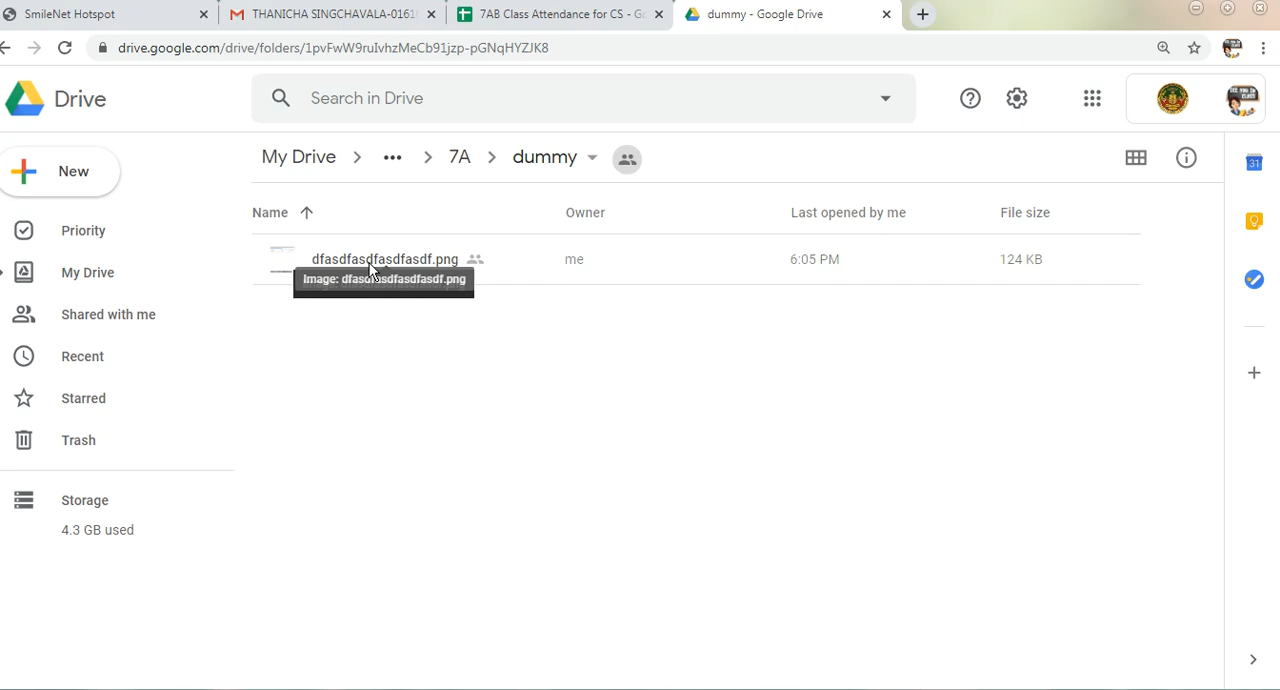 SmileNet Hotspot
THANICHA SINGCHAVALA-0161
7AB Class Attendance for CS - Go
dummy - Google Drive
drive.google.com/drive/folders/1pvFwW9ruIvhzMeCb91jzp-pGNqHYZJK8
Drive
Search in Drive
New
My Drive > ... > 7A > dummy
31
Name
Owner
Last opened by me
File size
Priority
dfasdfasdfasdfasdf.png
me
6:05 PM
124 KB
Image: dfasdfasdfasdfasdf.png
My Drive
Shared with me
Recent
Starred
Trash
Storage
4.3 GB used